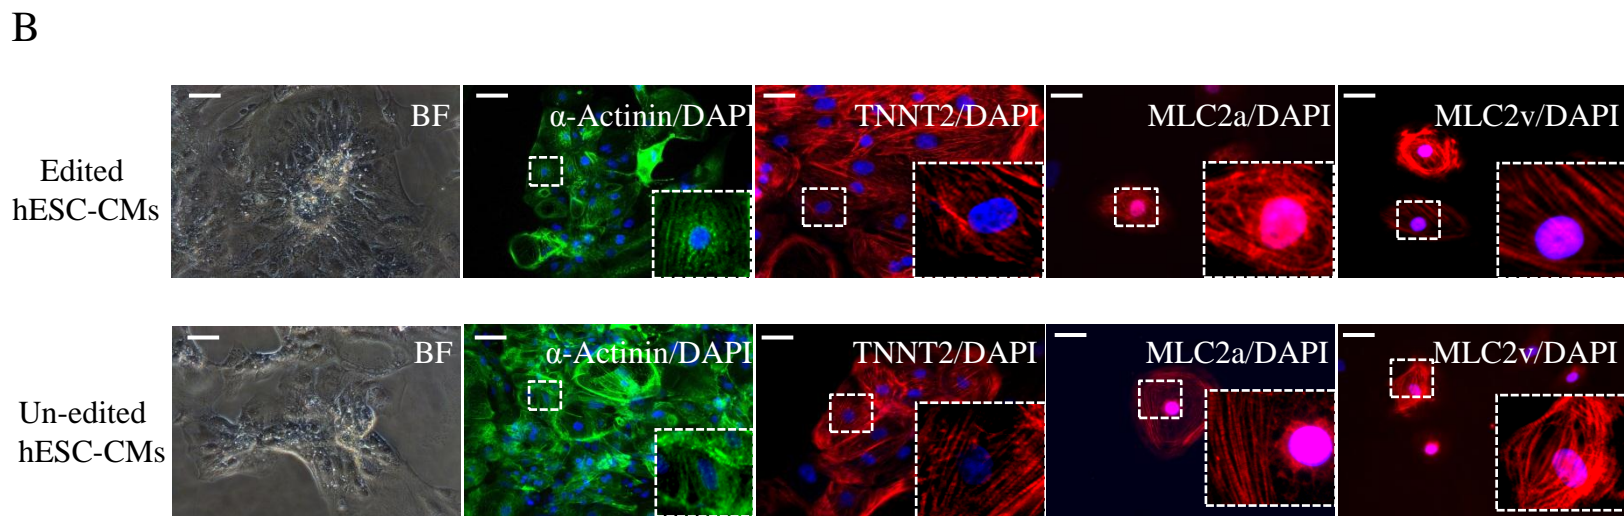 B
BF
α-Actinin/DAPI
TNNT2/DAPI
MLC2a/DAPI
MLC2v/DAPI
Edited
hESC-CMs
BF
α-Actinin/DAPI
TNNT2/DAPI
MLC2a/DAPI
MLC2v/DAPI
Un-edited
hESC-CMs